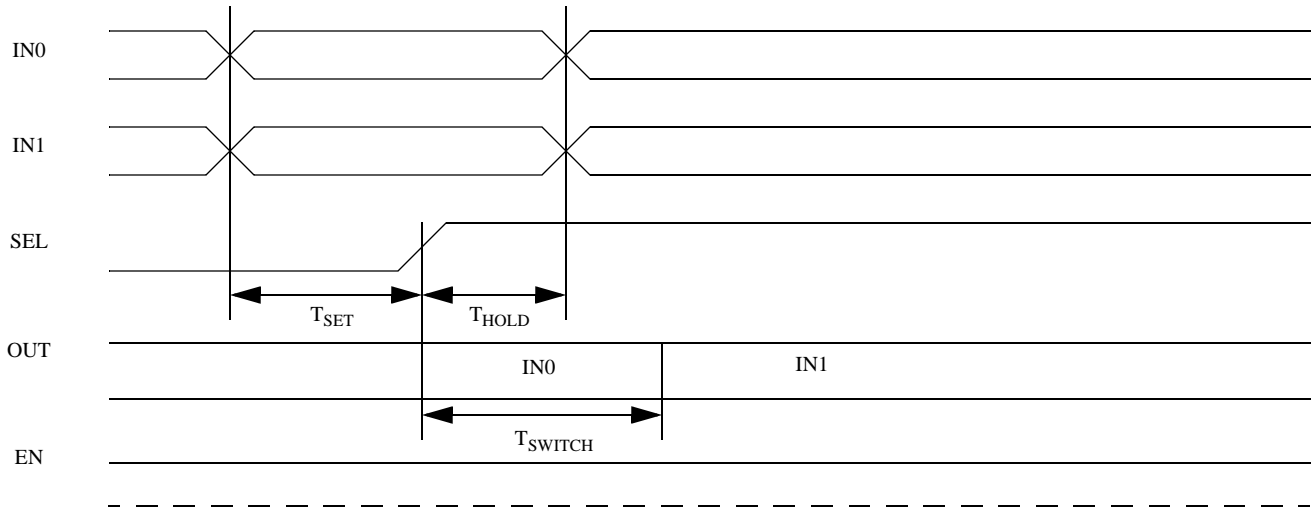 IN0
IN1
SEL
TSET
THOLD
OUT
IN0
IN1
TSWITCH
EN